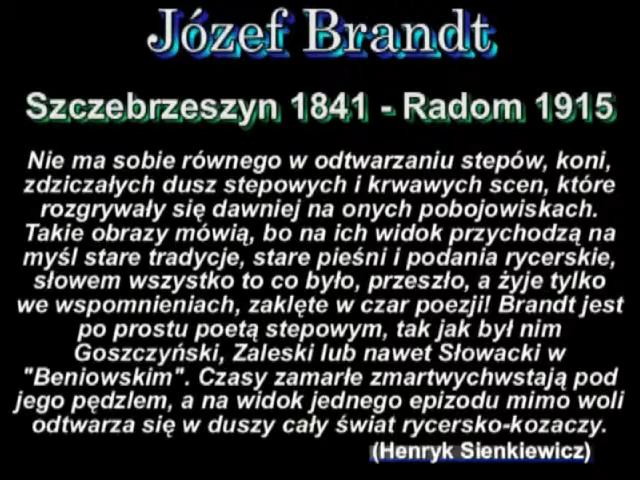 Józef Brandt
Szczebrzeszyn 1841 - Radom 1915
Nie ma sobie równego w odtwarzaniu stepów, koni,
zdziczałych dusz stepowych i krwawych scen, które
rozgrywały się dawniej na onych pobojowiskach.
Takie obrazy mówią, bo na ich widok przychodzą na
myśl stare tradycje, stare pieśni i podania rycerskie,
słowem wszystko to co było, przeszło, a żyje tylko
we wspomnieniach, zaklęte w czar poezji! Brandt jest
po prostu poetą stepowym, tak jak był nim
Goszczyński, Zaleski lub nawet Słowacki w
"Beniowskim". Czasy zamarłe zmartwychwstają pod
jego pędzlem, a na widok jednego epizodu mimo woli
odtwarza się w duszy cały świat rycersko-kozaczy.
(Henryk Sienkiewicz)